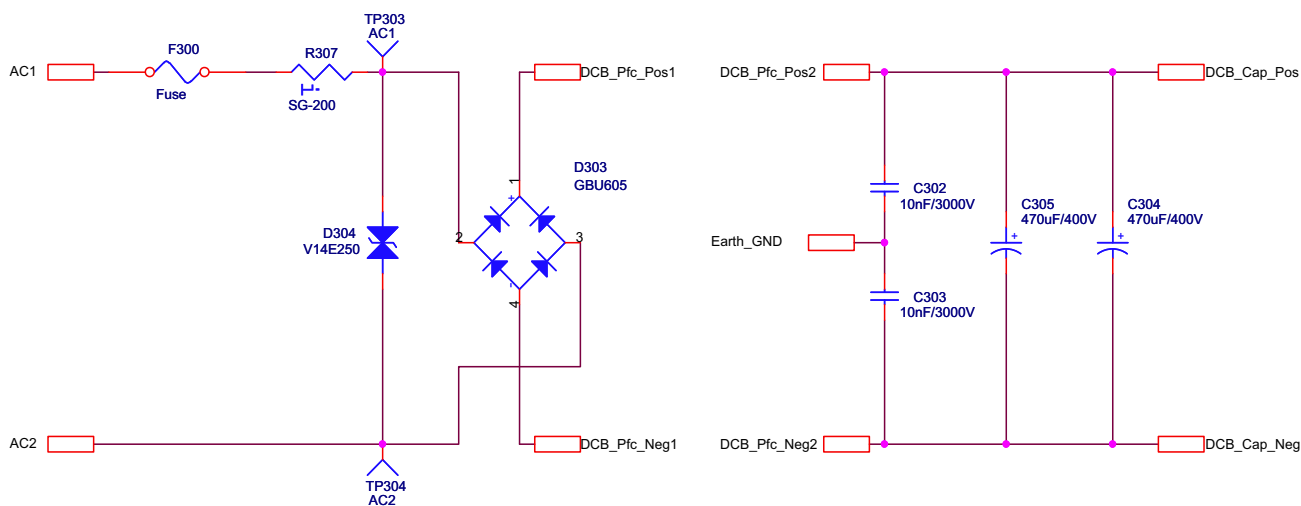 TP303
AC1
F300
R307
AC1
Fuse
SG-200
DCB_Pfc_Pos1
DCB_Pfc_Pos2
DCB_Cap_Pos
D303
GBU605
1
+
2
3
4
-
D304
V14E250
C302
10nF/3000V
C305
470uF/400V
+
C304
470uF/400V
+
Earth_GND
C303
10nF/3000V
AC2
DCB_Pfc_Neg1
DCB_Pfc_Neg2
DCB_Cap_Neg
TP304
AC2